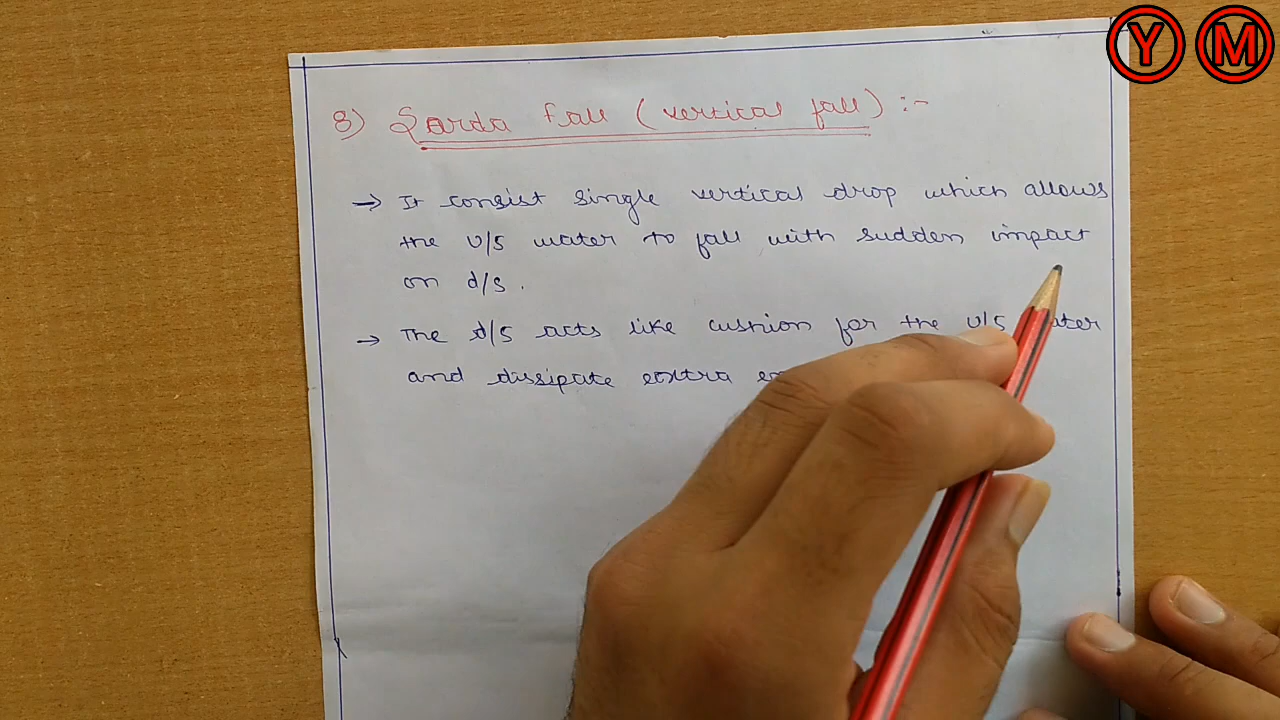 Y M
8) Sarda fall (vertical fall) :-
→ It consist single vertical drop which allows
the U/S water to fall with sudden impact
on d/s.
→ The d/s acts like cushion for the U/S
and dissipate extra